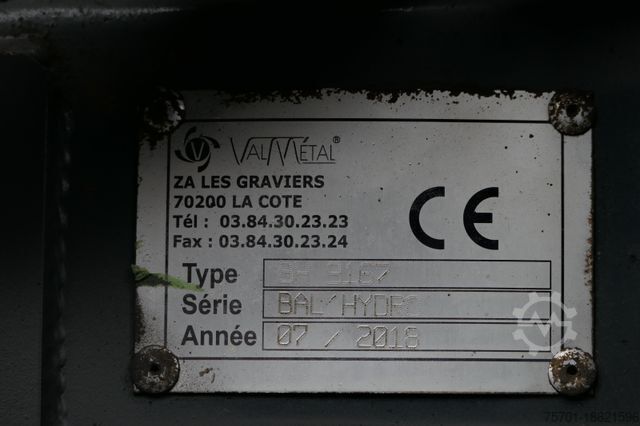 VALMÉTAL®
ZA LES GRAVIERS
70200 LA COTE
Tél : 03.84.30.23.23
Fax : 03.84.30.23.24
CE
Type
Série BAL/HYDR
Année 07 / 2018
75701-18821596